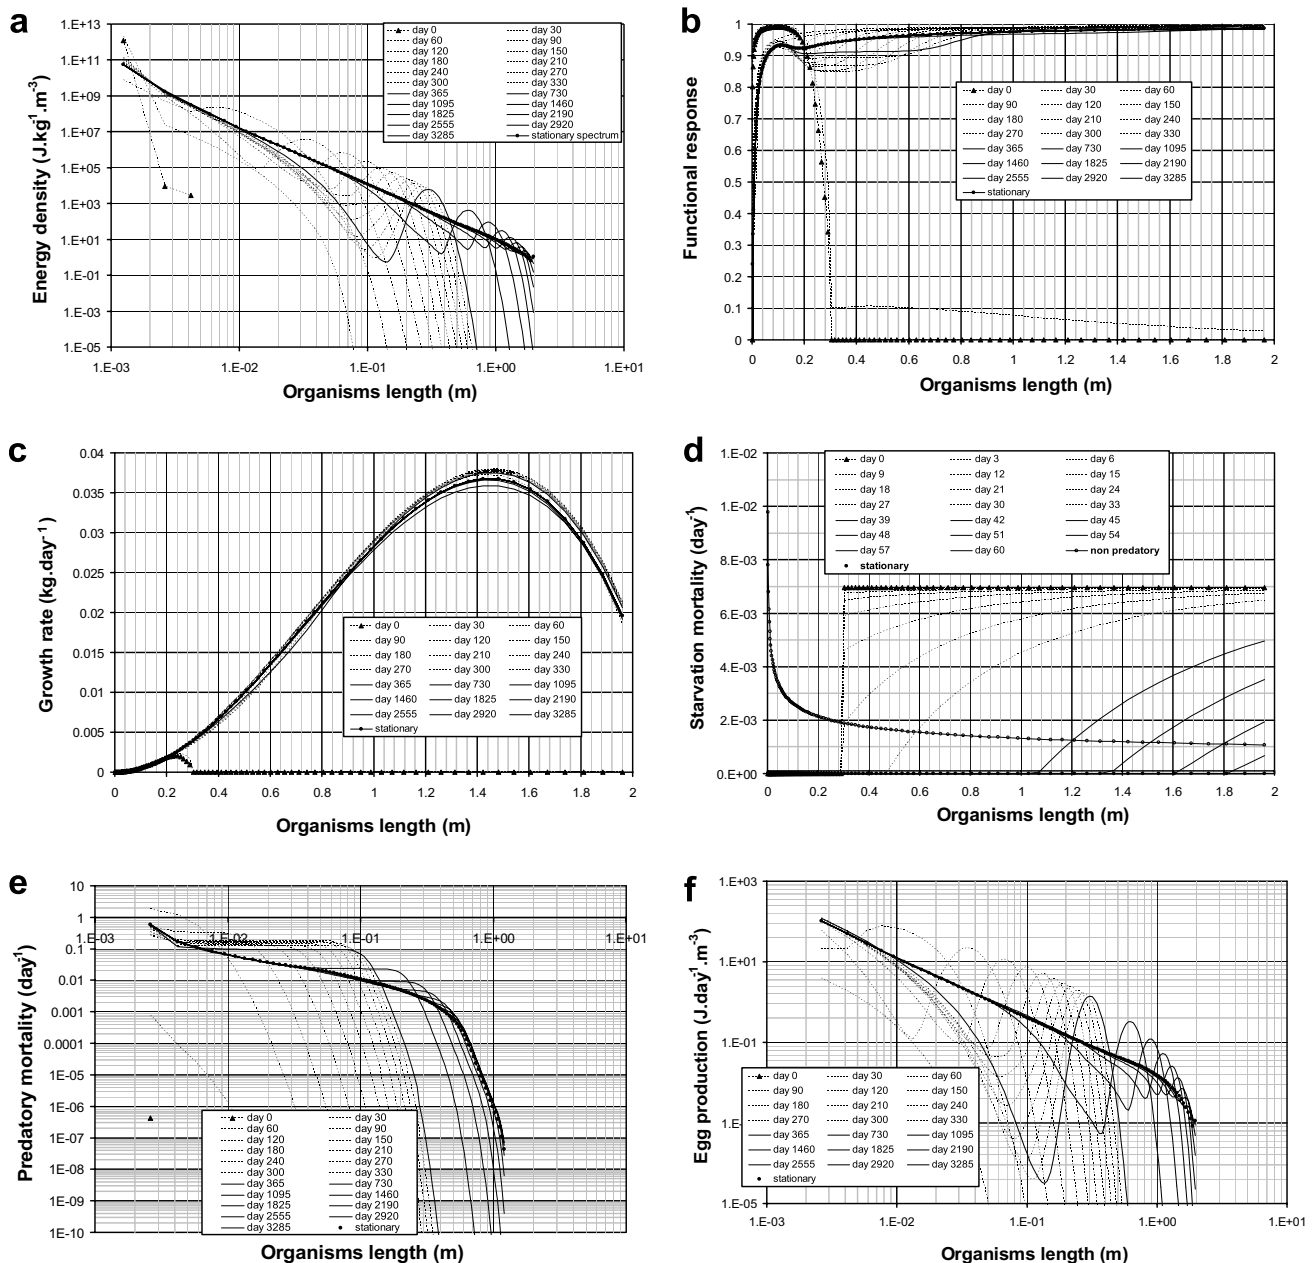 a
1.E+13
1.E+11
1.E+09
1.E+07
1.E+05
1.E+03
1.E+01
1.E-01
1.E-03
1.E-05
Energy density (J.kg-1.m-3)
day 0 day 30
day 60 day 90
day 120 day 150
day 180 day 210
day 240 day 270
day 300 day 330
day 365 day 730
day 1095 day 1460
day 1825 day 2190
day 2555 day 2920
day 3285 stationary spectrum
1.E-03 1.E-02 1.E-01 1.E+00 1.E+01
Organisms length (m)
b
1
0.9
0.8
0.7
0.6
0.5
0.4
0.3
0.2
0.1
0
Functional response
day 0 day 30 day 60
day 90 day 120 day 150
day 180 day 210 day 240
day 270 day 300 day 330
day 365 day 730 day 1095
day 1460 day 1825 day 2190
day 2555 day 2920 day 3285
stationary
0 0.2 0.4 0.6 0.8 1 1.2 1.4 1.6 1.8 2
Organisms length (m)
c
0.04
0.035
0.03
0.025
0.02
0.015
0.01
0.005
0
Growth rate (kg.day-1)
day 0 day 30 day 60
day 90 day 120 day 150
day 180 day 210 day 240
day 270 day 300 day 330
day 365 day 730 day 1095
day 1460 day 1825 day 2190
day 2555 day 2920 day 3285
stationary
0 0.2 0.4 0.6 0.8 1 1.2 1.4 1.6 1.8 2
Organisms length (m)
d
1.E-02
8.E-03
6.E-03
4.E-03
2.E-03
0.E+00
Starvation mortality (day-1)
day 0 day 3 day 6
day 9 day 12 day 15
day 18 day 21 day 24
day 27 day 30 day 33
day 39 day 42 day 45
day 48 day 51 day 54
day 57 day 60 non predatory
stationary
0 0.2 0.4 0.6 0.8 1 1.2 1.4 1.6 1.8 2
Organisms length (m)
e
10
1
0.1
0.01
0.001
0.0001
1E-05
1E-06
1E-07
1E-08
1E-09
1E-10
Predatory mortality (day-1)
1.E-03 1.E-02 1.E-01 1.E+00 1.E+01
day 0 day 30
day 60 day 90
day 120 day 150
day 180 day 210
day 240 day 270
day 300 day 330
day 365 day 730
day 1095 day 1460
day 1825 day 2190
day 2555 day 2920
day 3285 stationary
Organisms length (m)
f
1.E+03
1.E+01
1.E-01
1.E
1.E-05
Egg production (J.day-1.m-3)
day 0 day 30 day 60
day 90 day 120 day 150
day 180 day 210 day 240
day 270 day 300 day 330
day 365 day 730 day 1095
day 1460 day 1825 day 2190
day 2555 day 2920 day 3285
stationary
1.E-03 1.E-02 1.E-01 1.E+00 1.E+01
Organisms length (m)